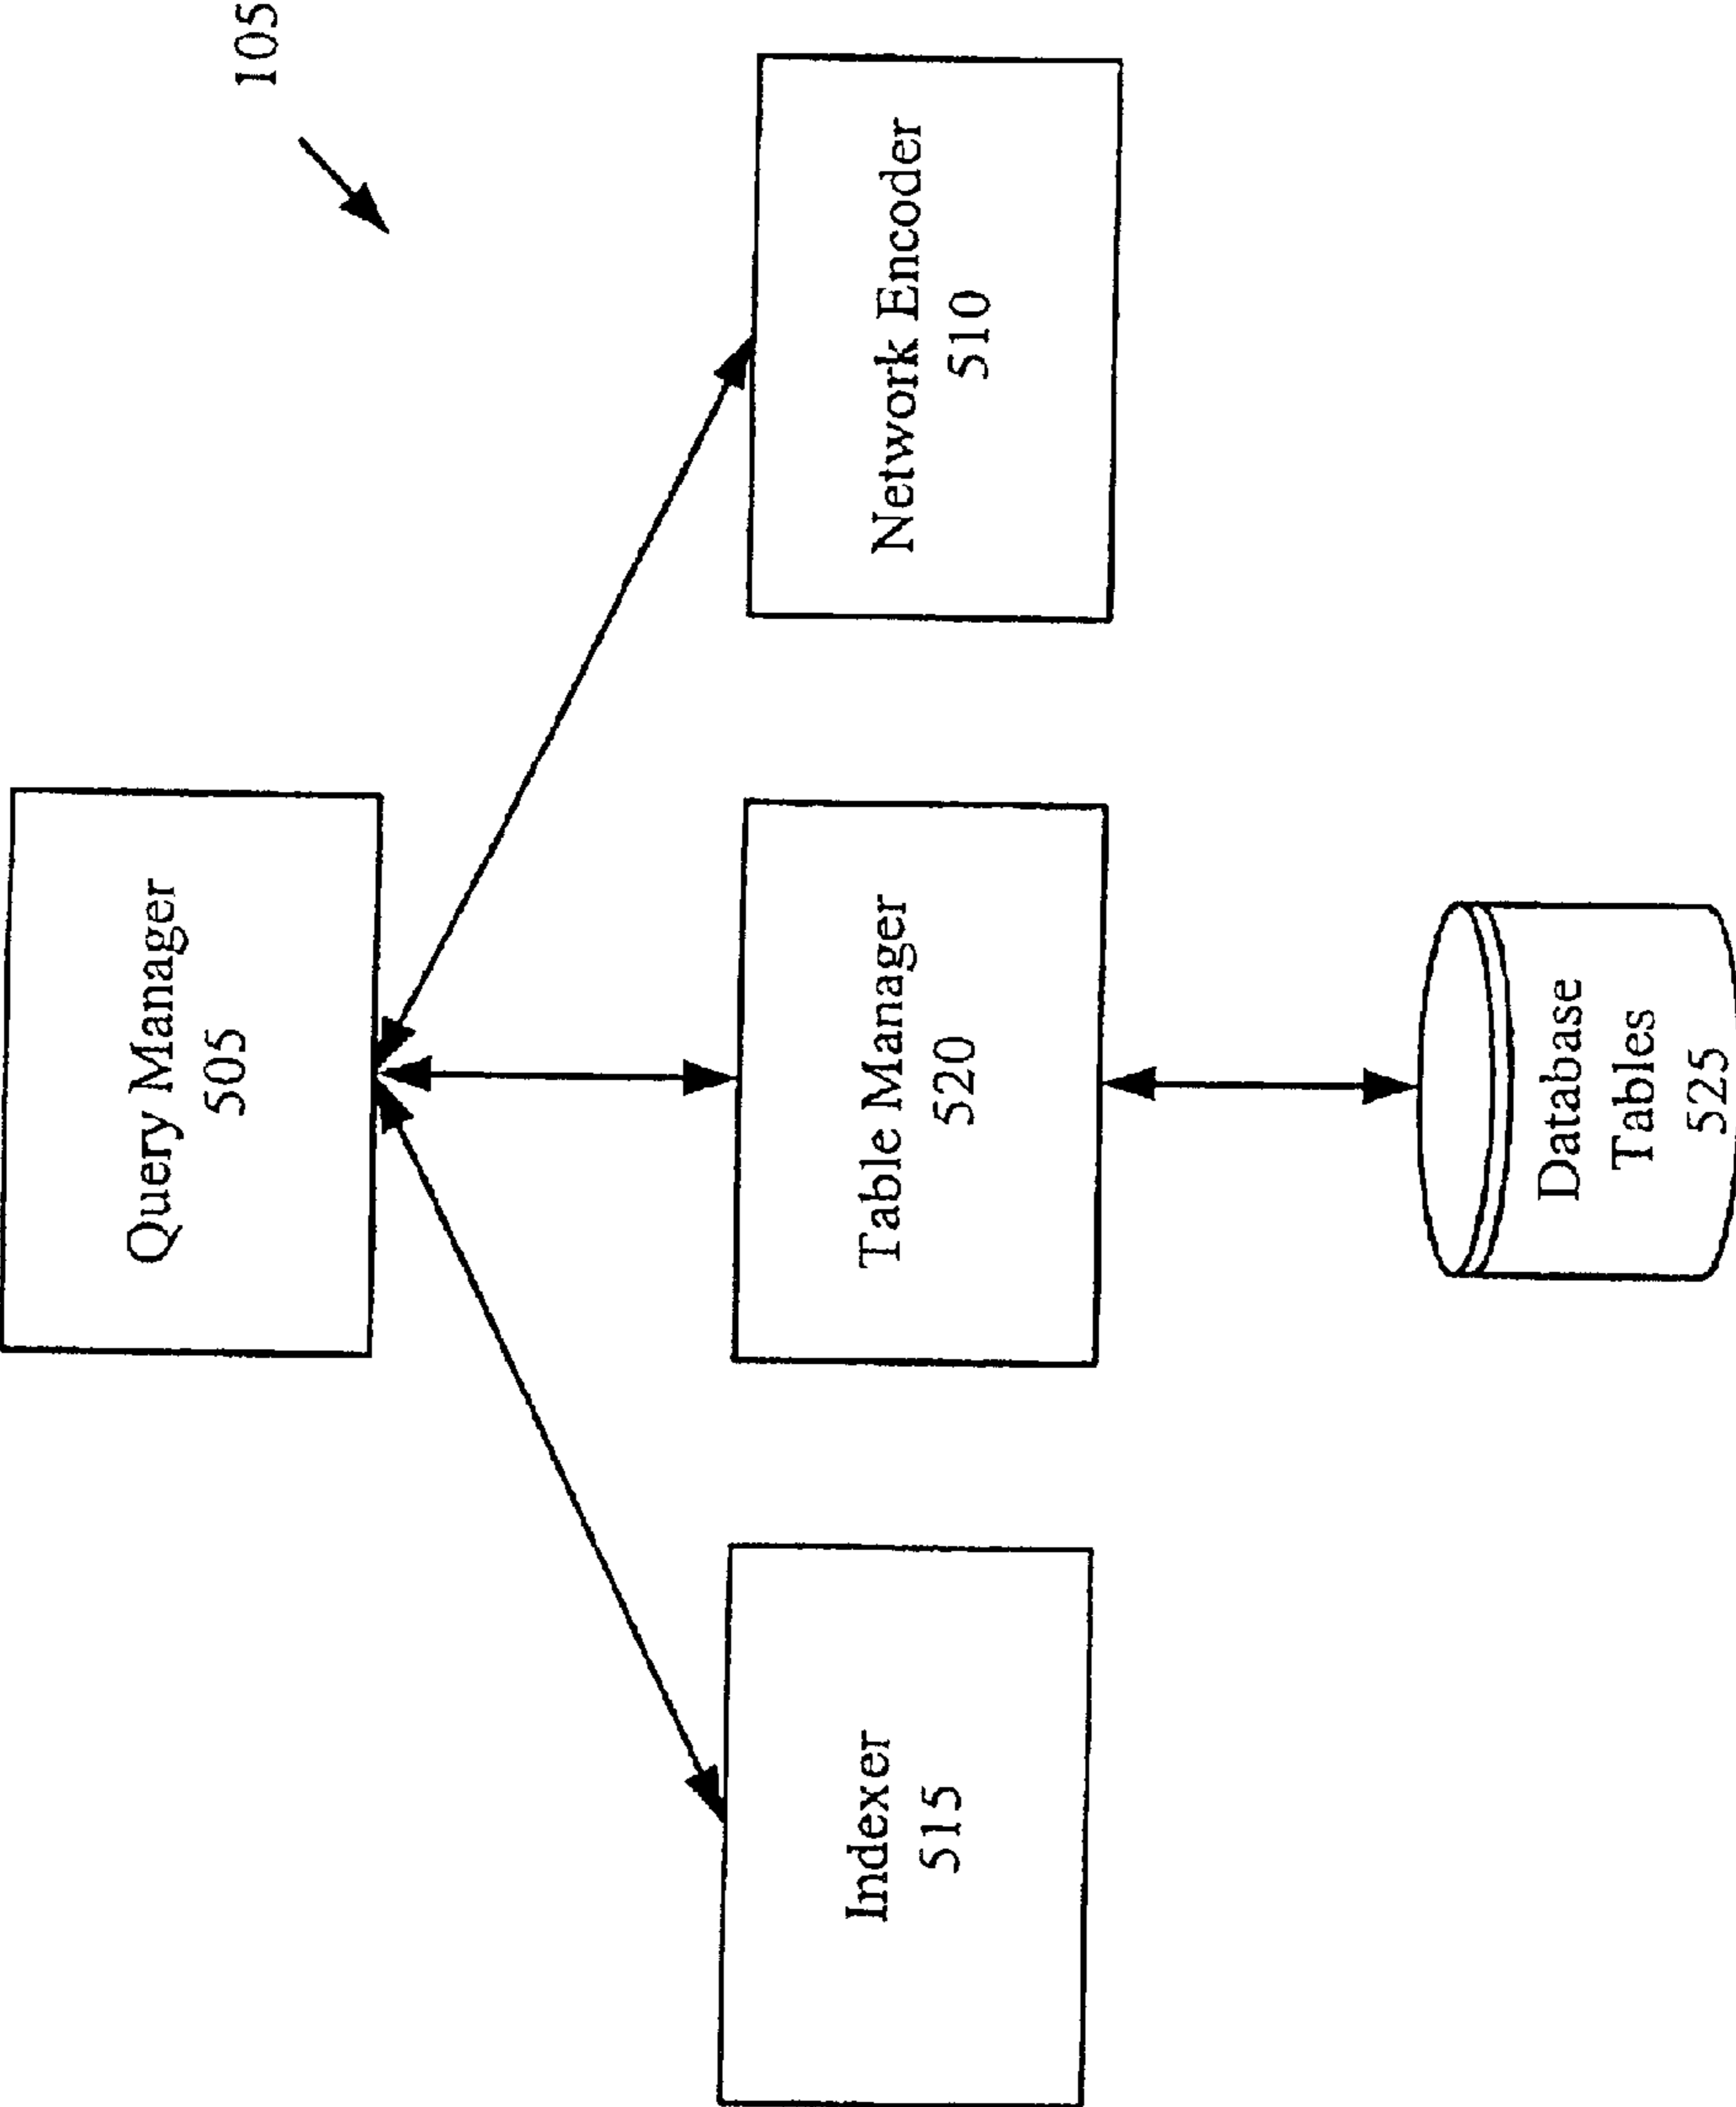 105
Query Manager
505
Indexer
515
Table Manager
520
Network Encoder
510
Database
Tables
525